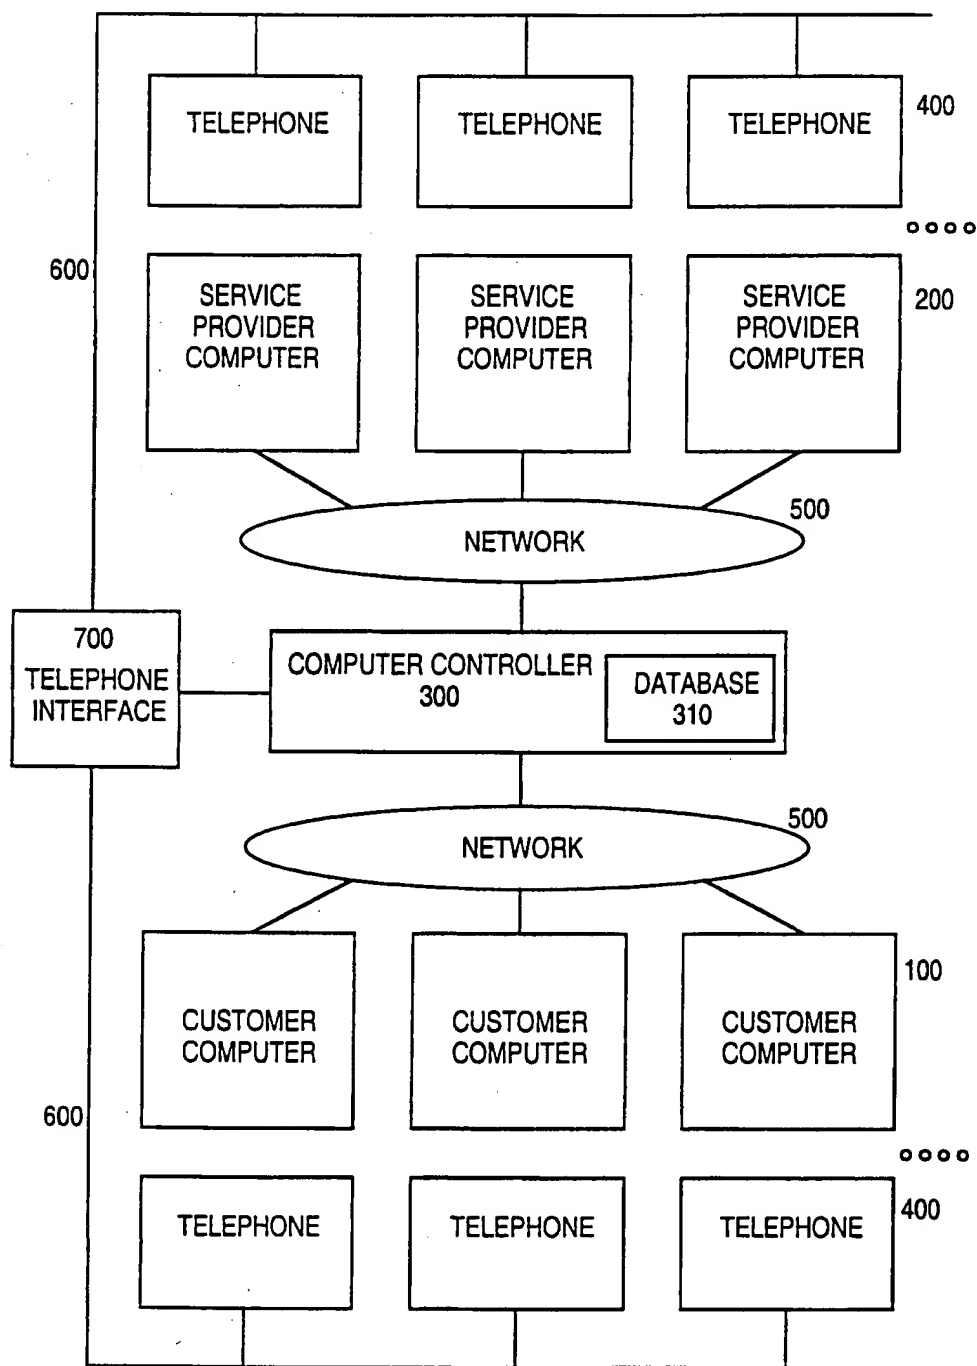 TELEPHONE TELEPHONE TELEPHONE 400
600
SERVICE PROVIDER COMPUTER
SERVICE PROVIDER COMPUTER
SERVICE PROVIDER COMPUTER
200
500
NETWORK
700
TELEPHONE
INTERFACE
COMPUTER CONTROLLER
300
DATABASE
310
500
NETWORK
100
CUSTOMER
COMPUTER
CUSTOMER
COMPUTER
CUSTOMER
COMPUTER
600
TELEPHONE TELEPHONE TELEPHONE 400